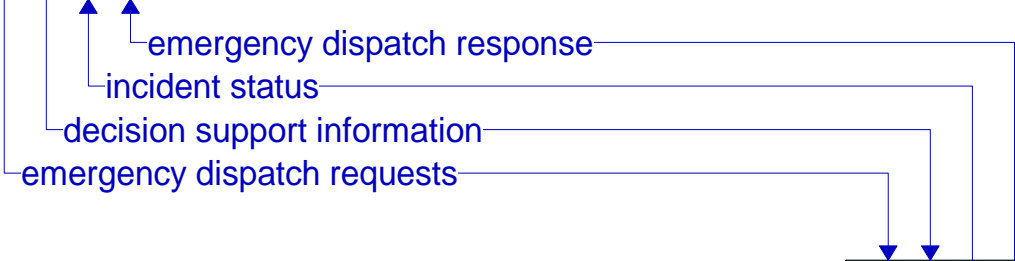 emergency dispatch response
incident status
decision support information
emergency dispatch requests